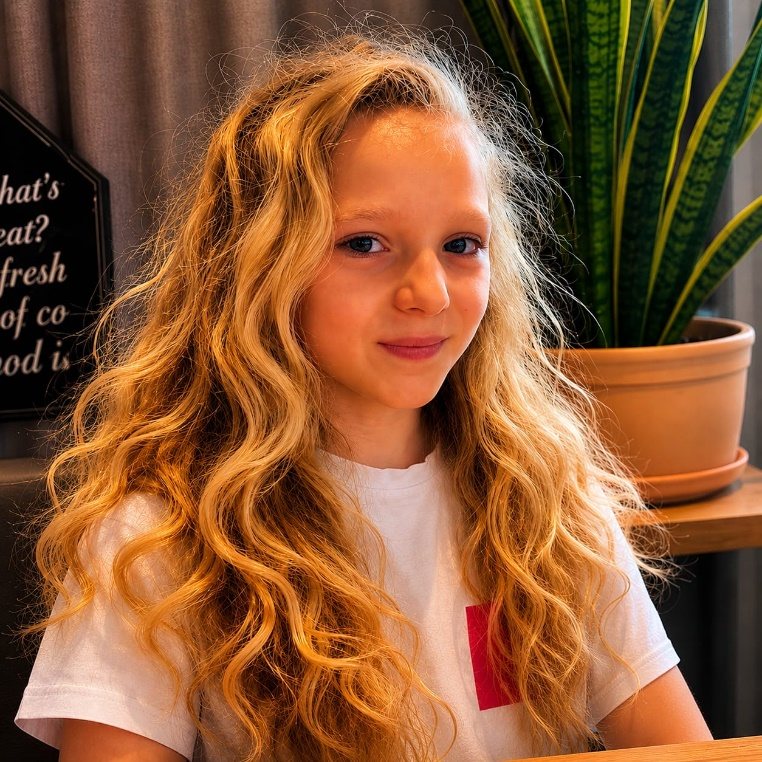 hat's
eat?
fresh
of co
ood is